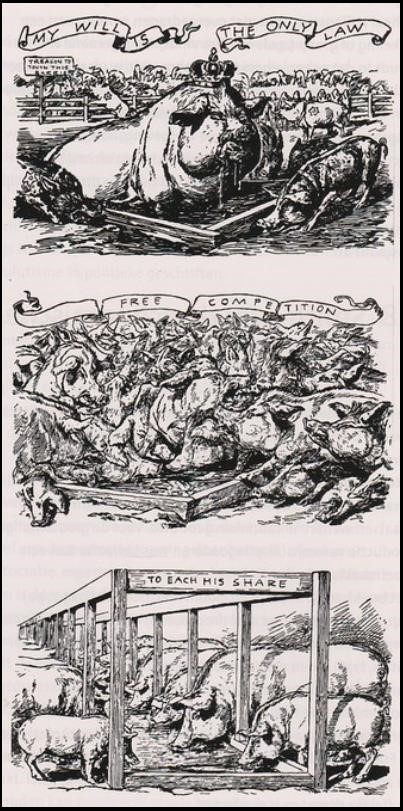 MY WILL IS THE ONLY LAW
TREASON TO
TOUCH THIS
FREE COMPETITION
TO EACH HIS SHARE